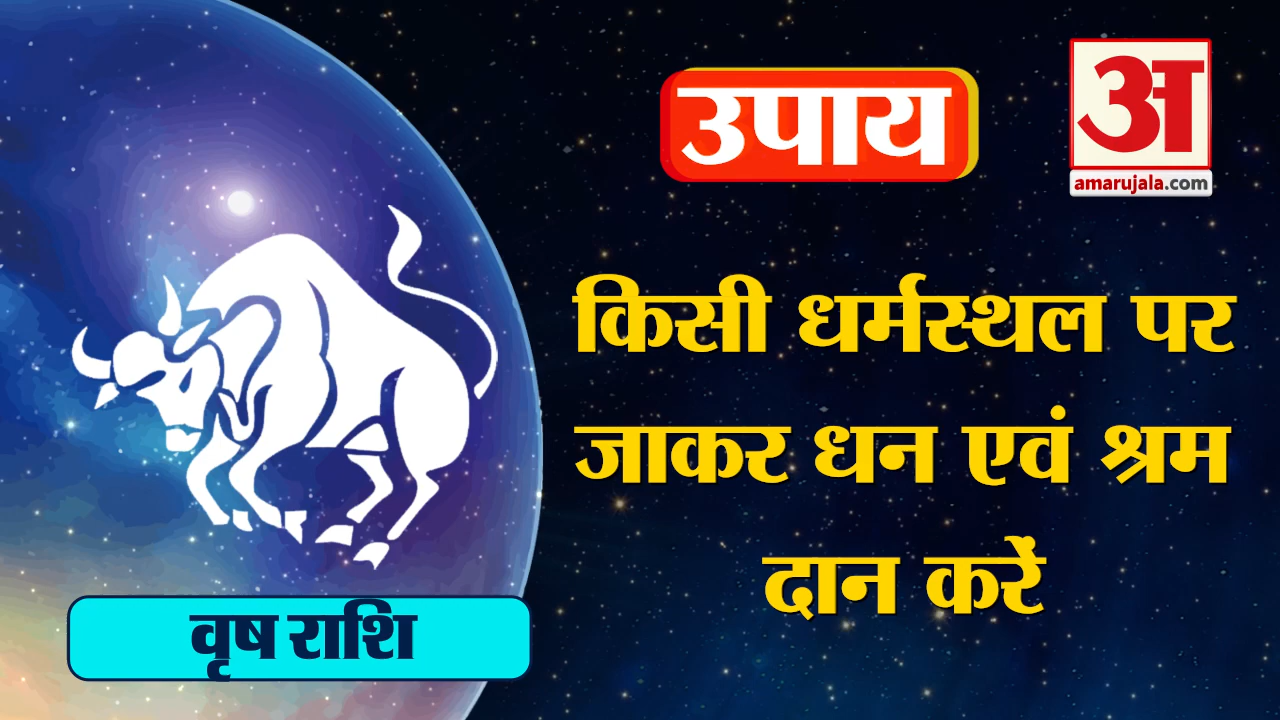 उपाय
अ
amarujala.com
किसी धर्मस्थल पर
जाकर धन एवं श्रम
दान करें
वृष राशि